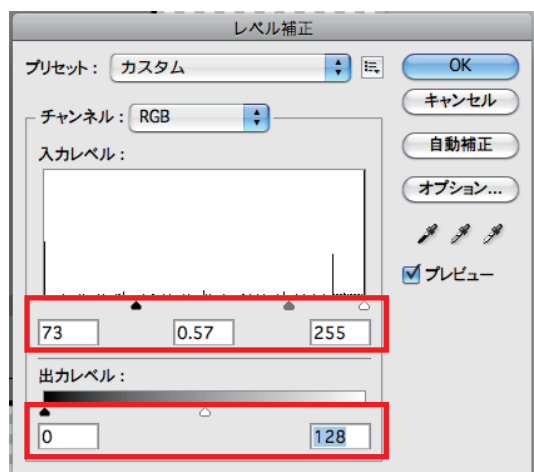 レベル補正
プリセット： カスタム
OK
キャンセル
チャンネル： RGB
自動補正
入力レベル：
オプション...
プレビュー
73 0.57 255
出力レベル：
0 128